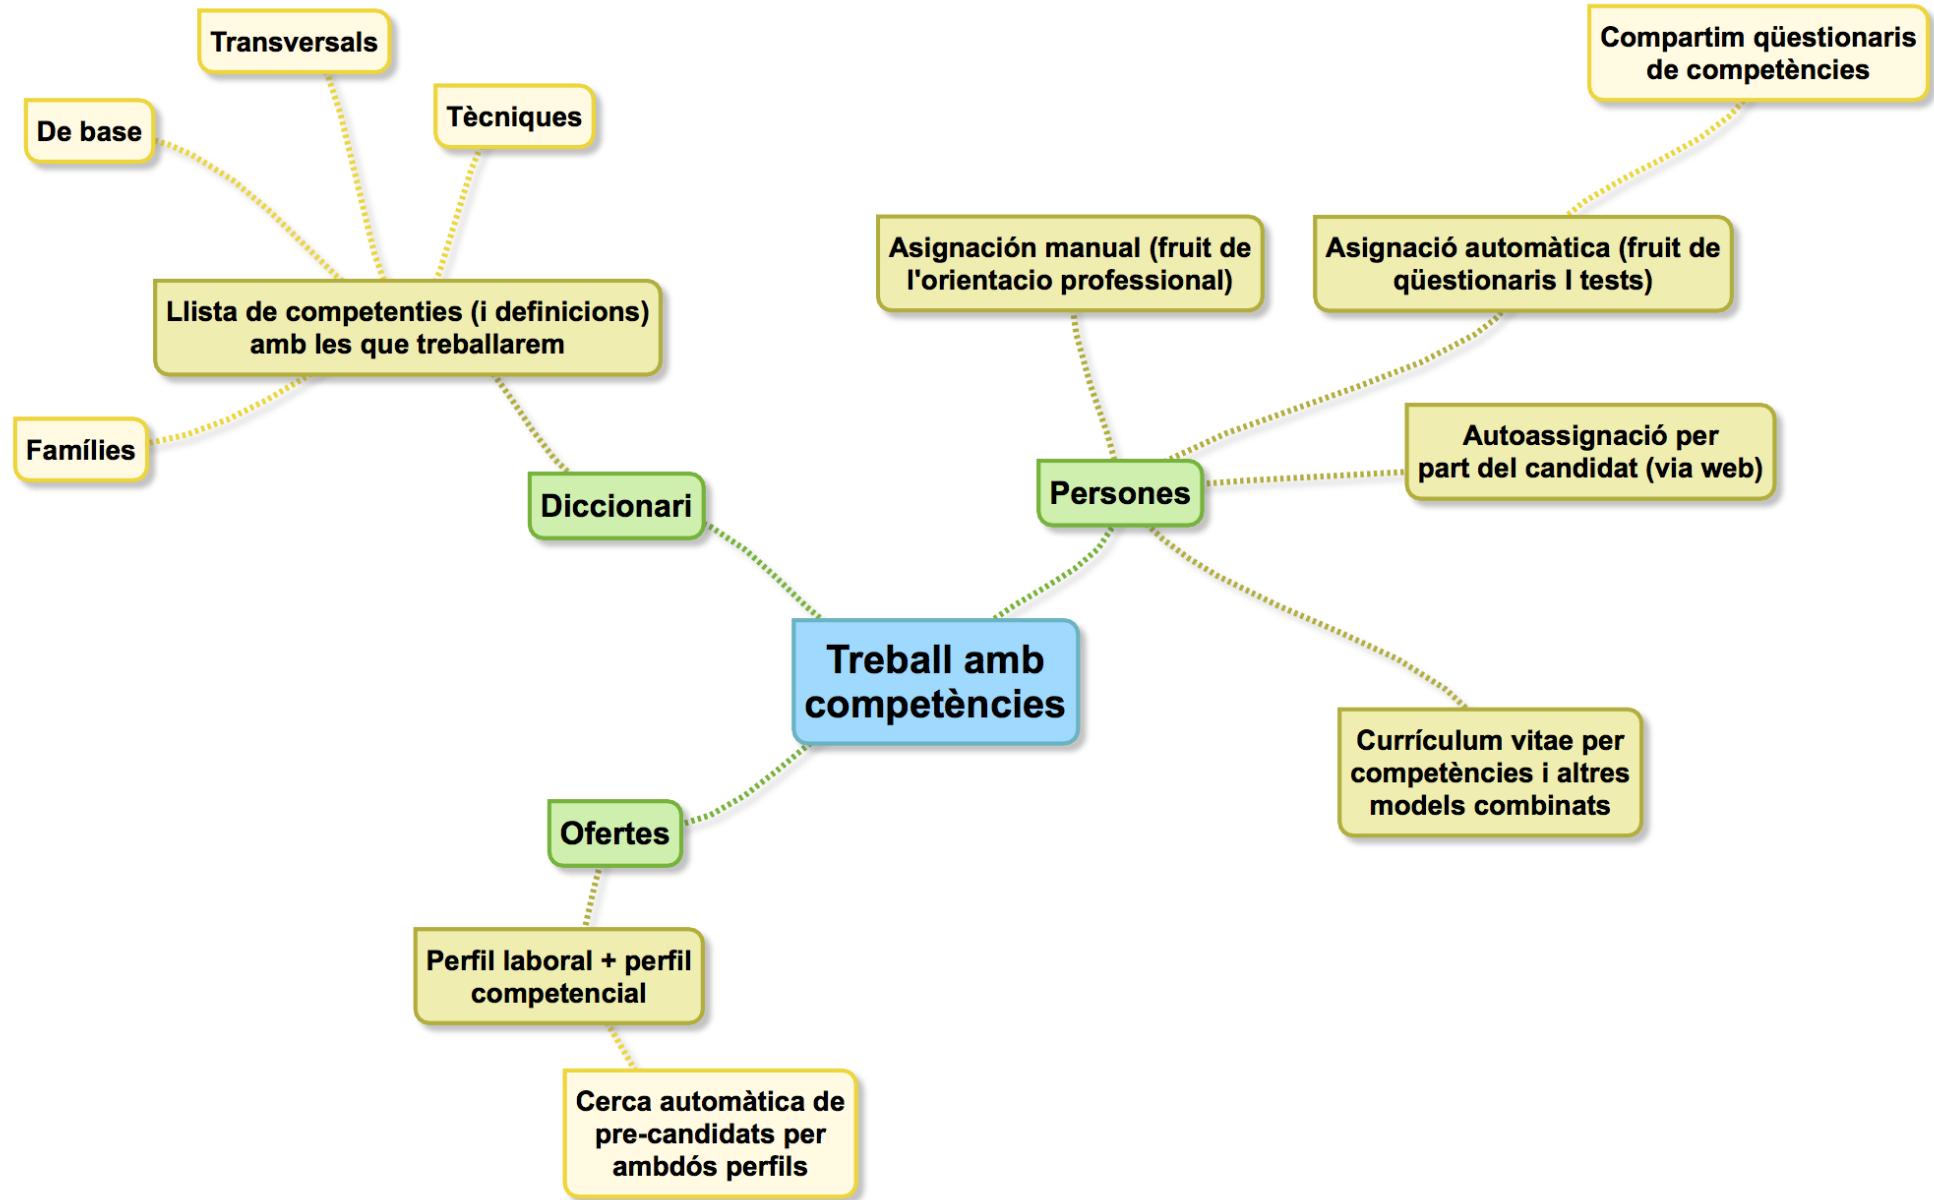 Transversals
Compartim qüestionaris
de competències
De base
Tècniques
Asignación manual (fruit de
l'orientacio professional)
Asignació automàtica (fruit de
qüestionaris I tests)
Llista de competenties (i definicions)
amb les que treballarem
Famílies
Autoassignació per
part del candidat (via web)
Diccionari
Persones
Treball amb
competències
Currículum vitae per
competències i altres
models combinats
Ofertes
Perfil laboral + perfil
competencial
Cerca automàtica de
pre-candidats per
ambdós perfils